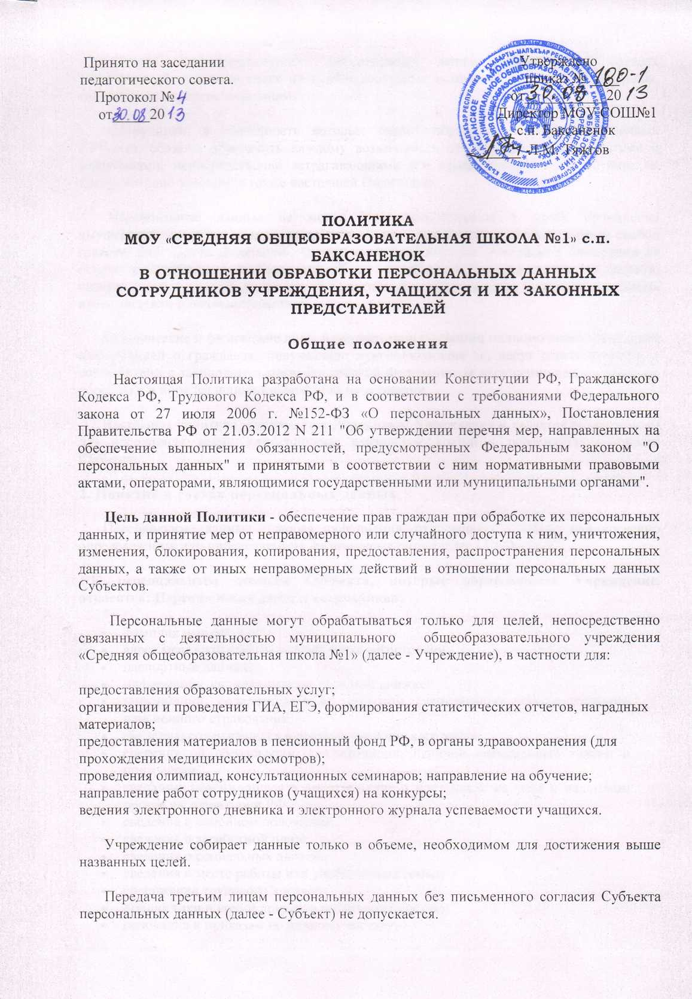 Принято на заседании
педагогического совета.
Протокол № 4
от 30.08 20 13
Утверждено
приказ № 100-1
от 30.08 20 13
Директор МОУ СОШ№1
с.п. Баксаненок
Л.М. Тяжгов
ПОЛИТИКА
МОУ «СРЕДНЯЯ ОБЩЕОБРАЗОВАТЕЛЬНАЯ ШКОЛА №1» с.п.
БАКСАНЕНОК
В ОТНОШЕНИИ ОБРАБОТКИ ПЕРСОНАЛЬНЫХ ДАННЫХ
СОТРУДНИКОВ УЧРЕЖДЕНИЯ, УЧАЩИХСЯ И ИХ ЗАКОННЫХ
ПРЕДСТАВИТЕЛЕЙ
Общие положения
Настоящая Политика разработана на основании Конституции РФ, Гражданского
Кодекса РФ, Трудового Кодекса РФ, и в соответствии с требованиями Федерального
закона от 27 июля 2006 г. №152-ФЗ «О персональных данных», Постановления
Правительства РФ от 21.03.2012 N 211 "Об утверждении перечня мер, направленных на
обеспечение выполнения обязанностей, предусмотренных Федеральным законом "О
персональных данных" и принятыми в соответствии с ним нормативными правовыми
актами, операторами, являющимися государственными или муниципальными органами".
Цель данной Политики - обеспечение прав граждан при обработке их персональных
данных, и принятие мер от неправомерного или случайного доступа к ним, уничтожения,
изменения, блокирования, копирования, предоставления, распространения персональных
данных, а также от иных неправомерных действий в отношении персональных данных
Субъектов.
Персональные данные могут обрабатываться только для целей, непосредственно
связанных с деятельностью муниципального общеобразовательного учреждения
«Средняя общеобразовательная школа №1» (далее - Учреждение), в частности для:
предоставления образовательных услуг;
организации и проведения ГИА, ЕГЭ, формирования статистических отчетов, наградных
материалов;
предоставления материалов в пенсионный фонд РФ, в органы здравоохранения (для
прохождения медицинских осмотров);
проведения олимпиад, консультационных семинаров; направление на обучение;
направление работ сотрудников (учащихся) на конкурсы;
ведения электронного дневника и электронного журнала успеваемости учащихся.
Учреждение собирает данные только в объеме, необходимом для достижения выше
названных целей.
Передача третьим лицам персональных данных без письменного согласия Субъекта
персональных данных (далее - Субъект) не допускается.